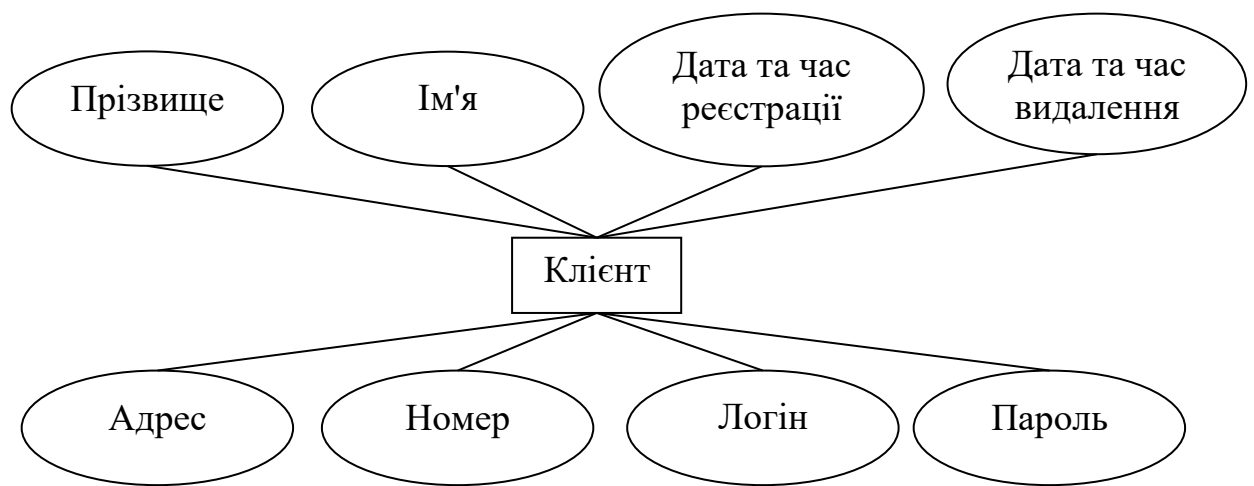 Прізвище
Ім'я
Дата та час
реєстрації
Дата та час
видалення
Клієнт
Адрес
Номер
Логін
Пароль